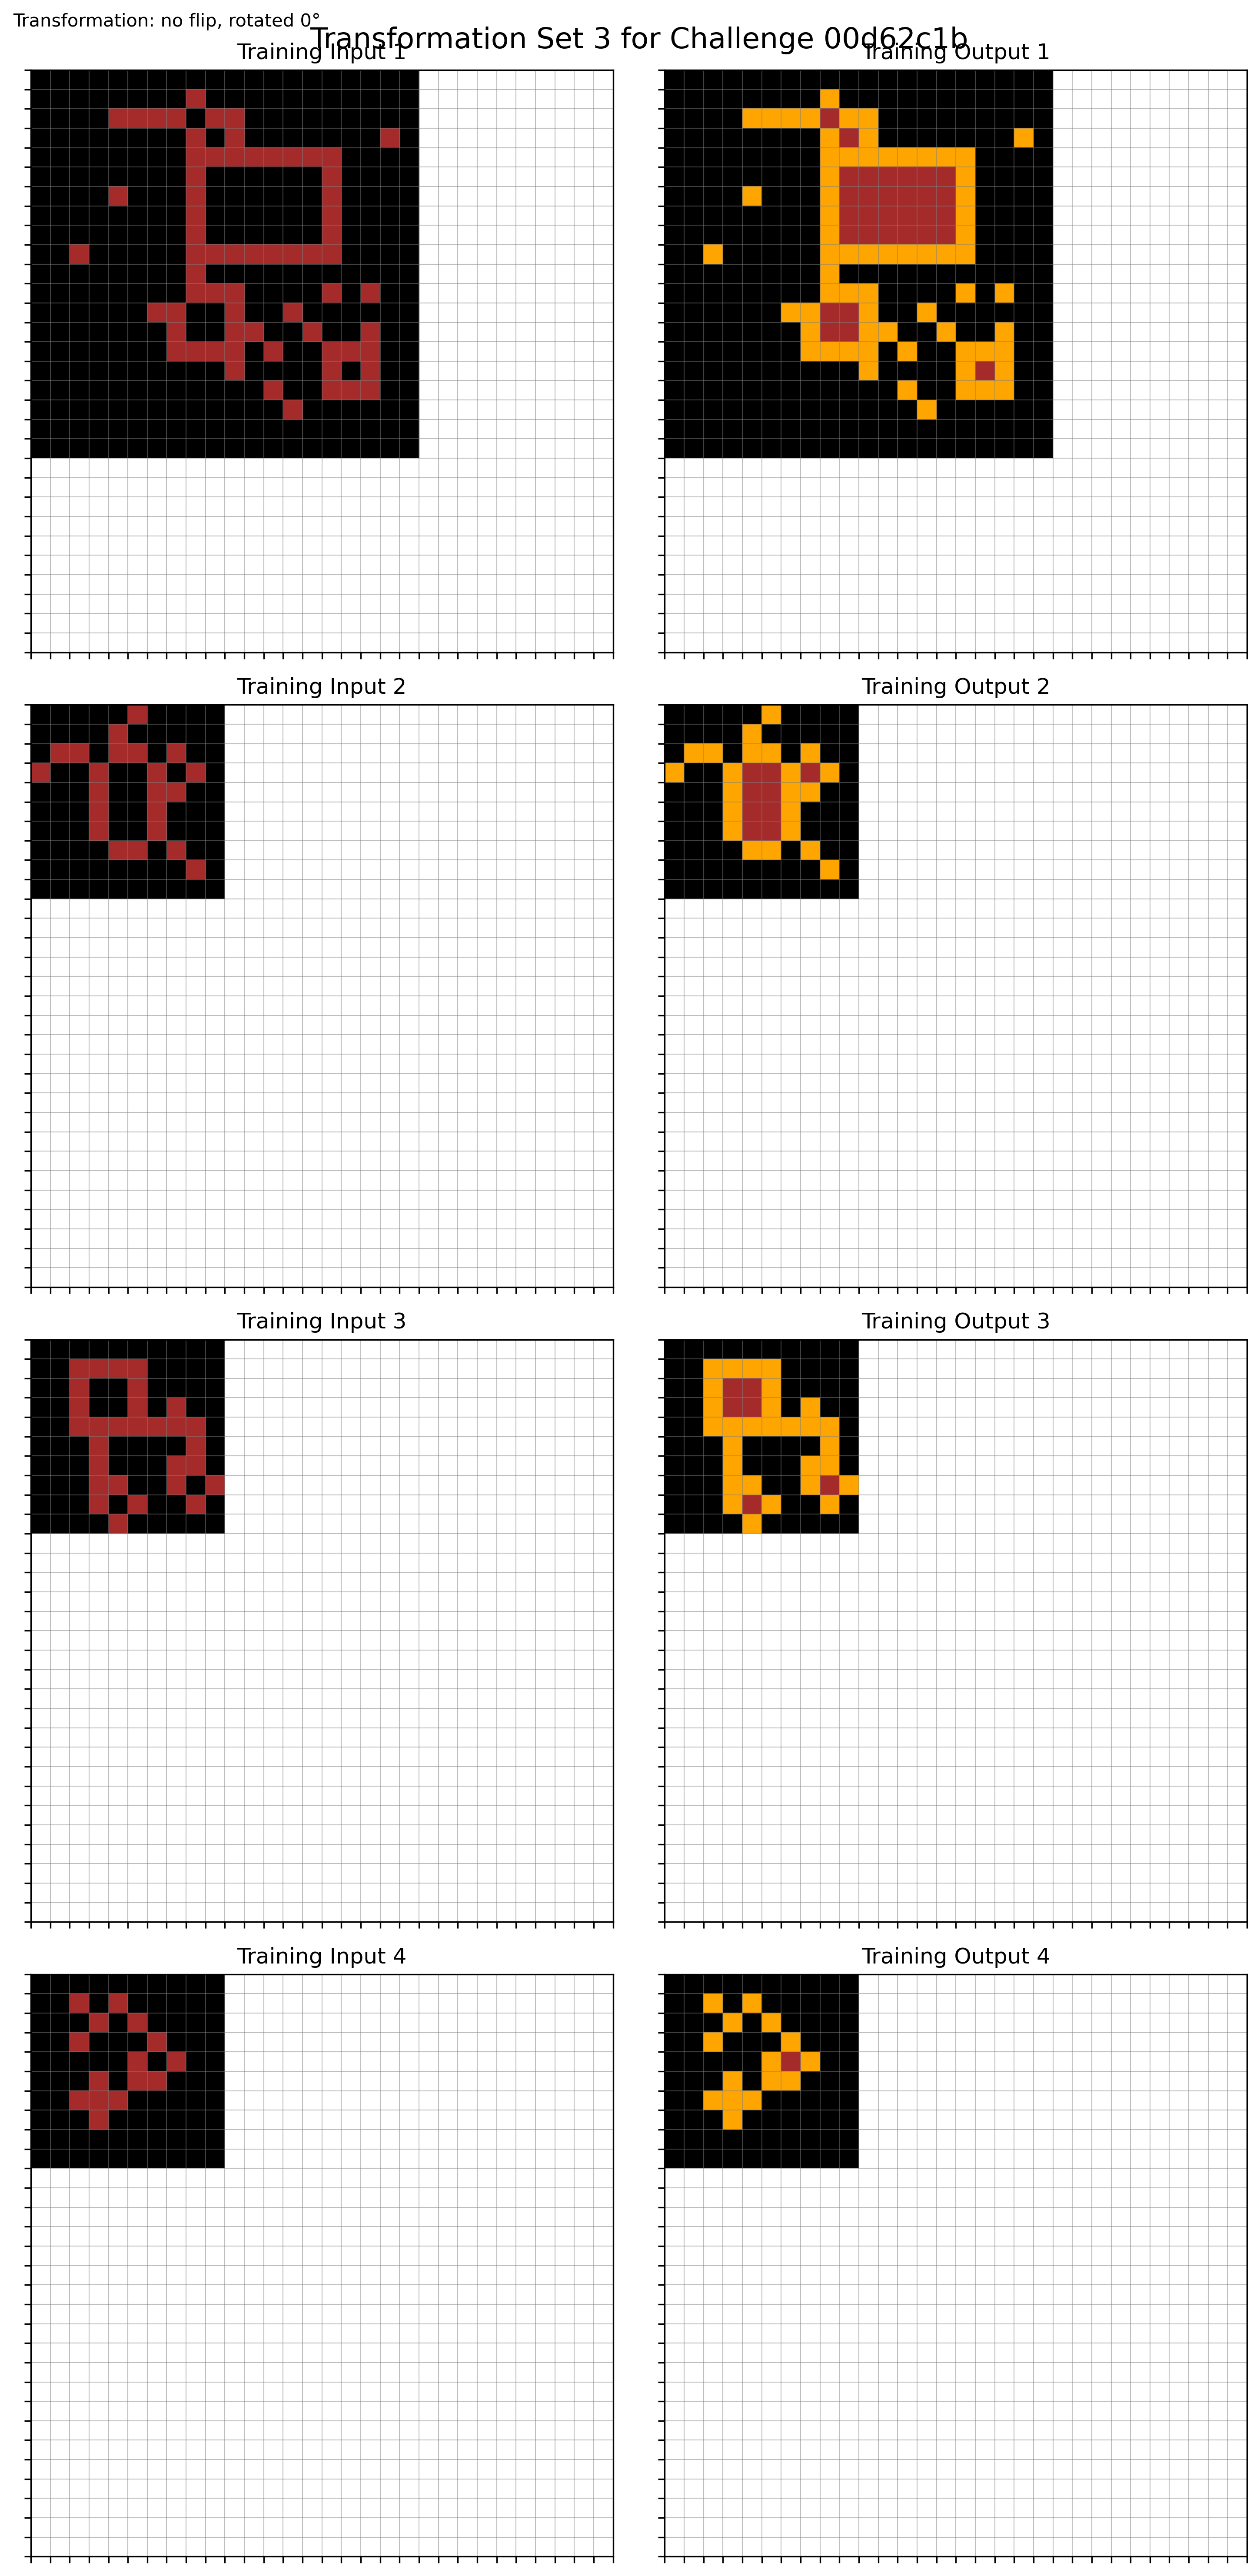 Transformation: no flip, rotated 0°
Transformation Set 3 for Challenge 00d62c1b
Training Input 1
Training Output 1
Training Input 2
Training Output 2
Training Input 3
Training Output 3
Training Input 4
Training Output 4